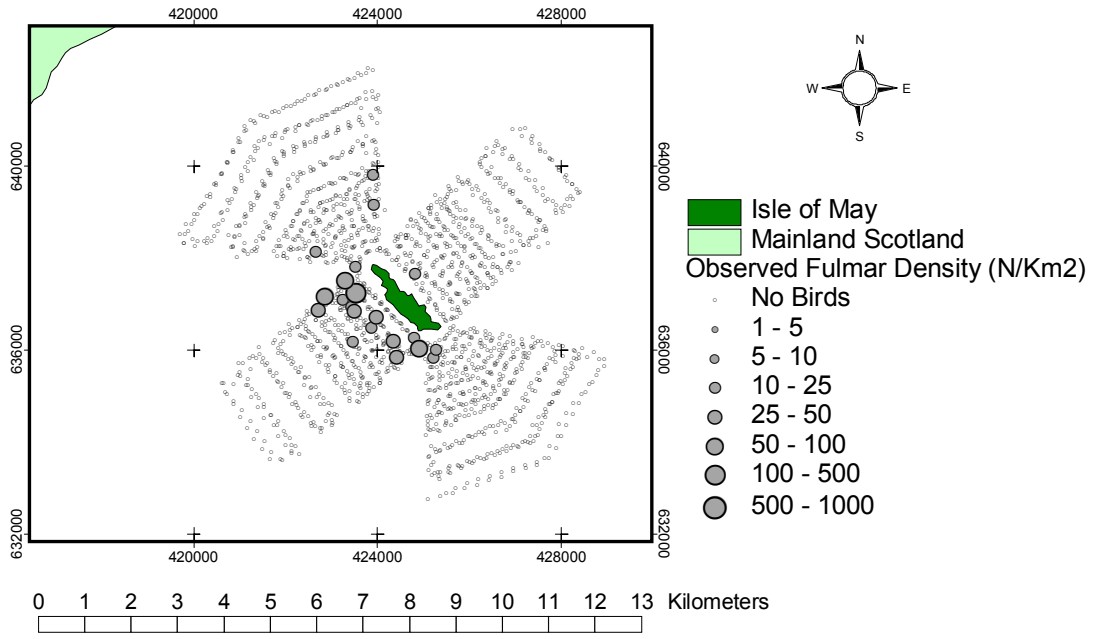 420000 424000 428000
N
W E
S
640000 640000
636000 636000
632000 632000
420000 424000 428000
Isle of May
Mainland Scotland
Observed Fulmar Density (N/Km2)
No Birds
1 - 5
5 - 10
10 - 25
25 - 50
50 - 100
100 - 500
500 - 1000
0 1 2 3 4 5 6 7 8 9 10 11 12 13 Kilometers